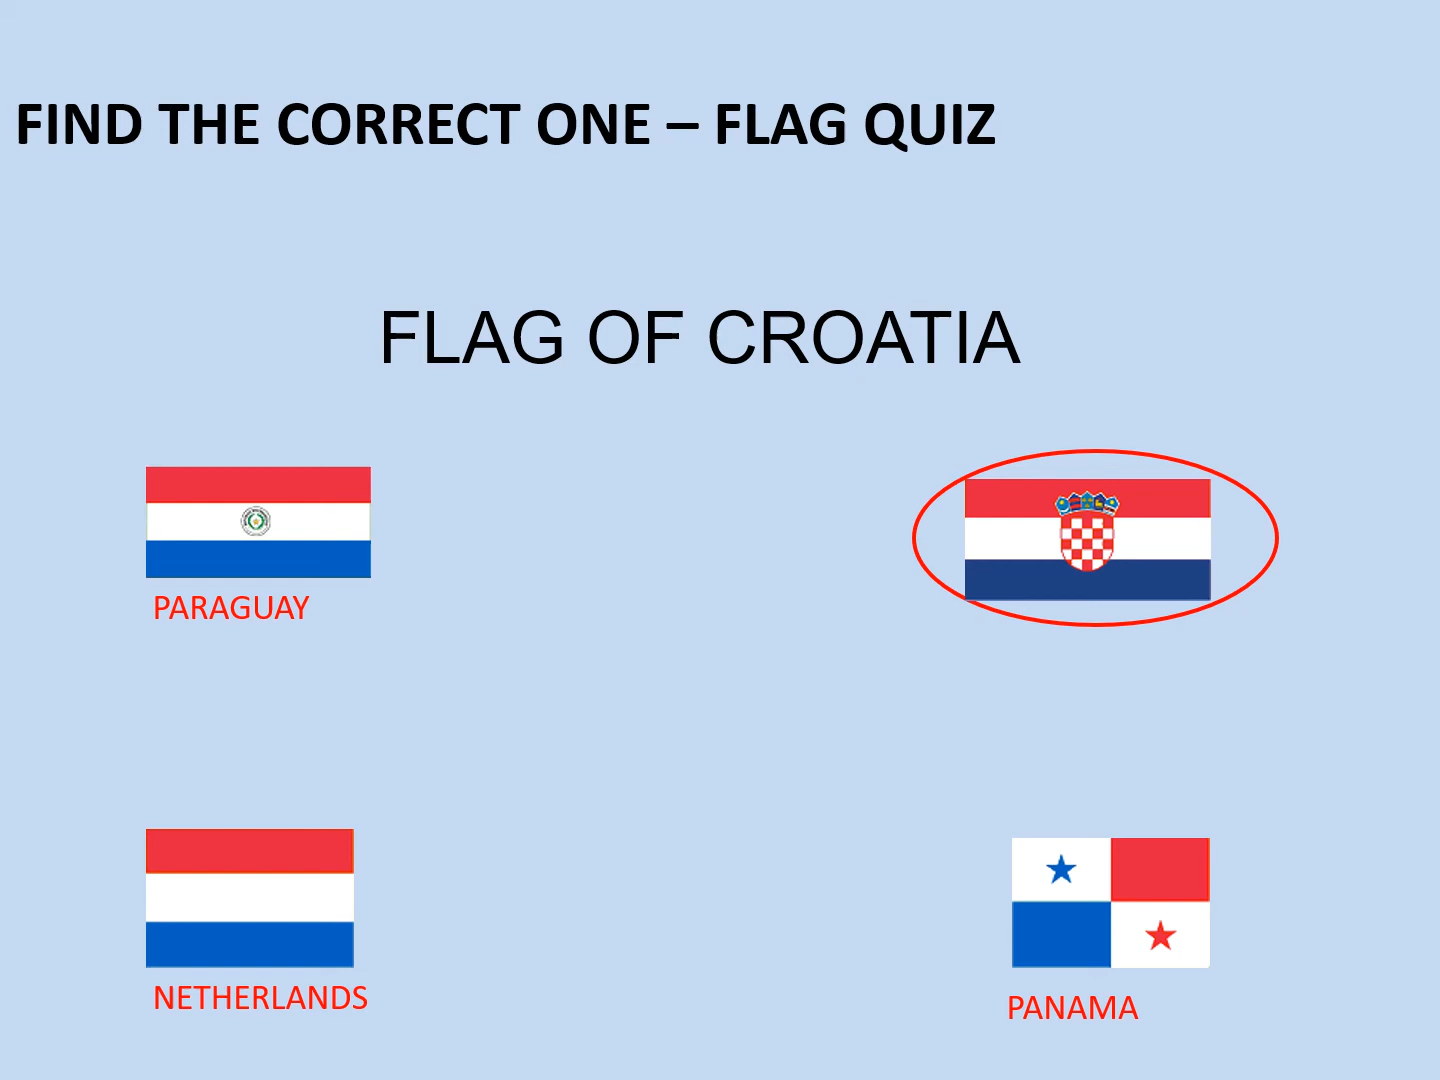 FIND THE CORRECT ONE – FLAG QUIZ
FLAG OF CROATIA
PARAGUAY
NETHERLANDS
PANAMA